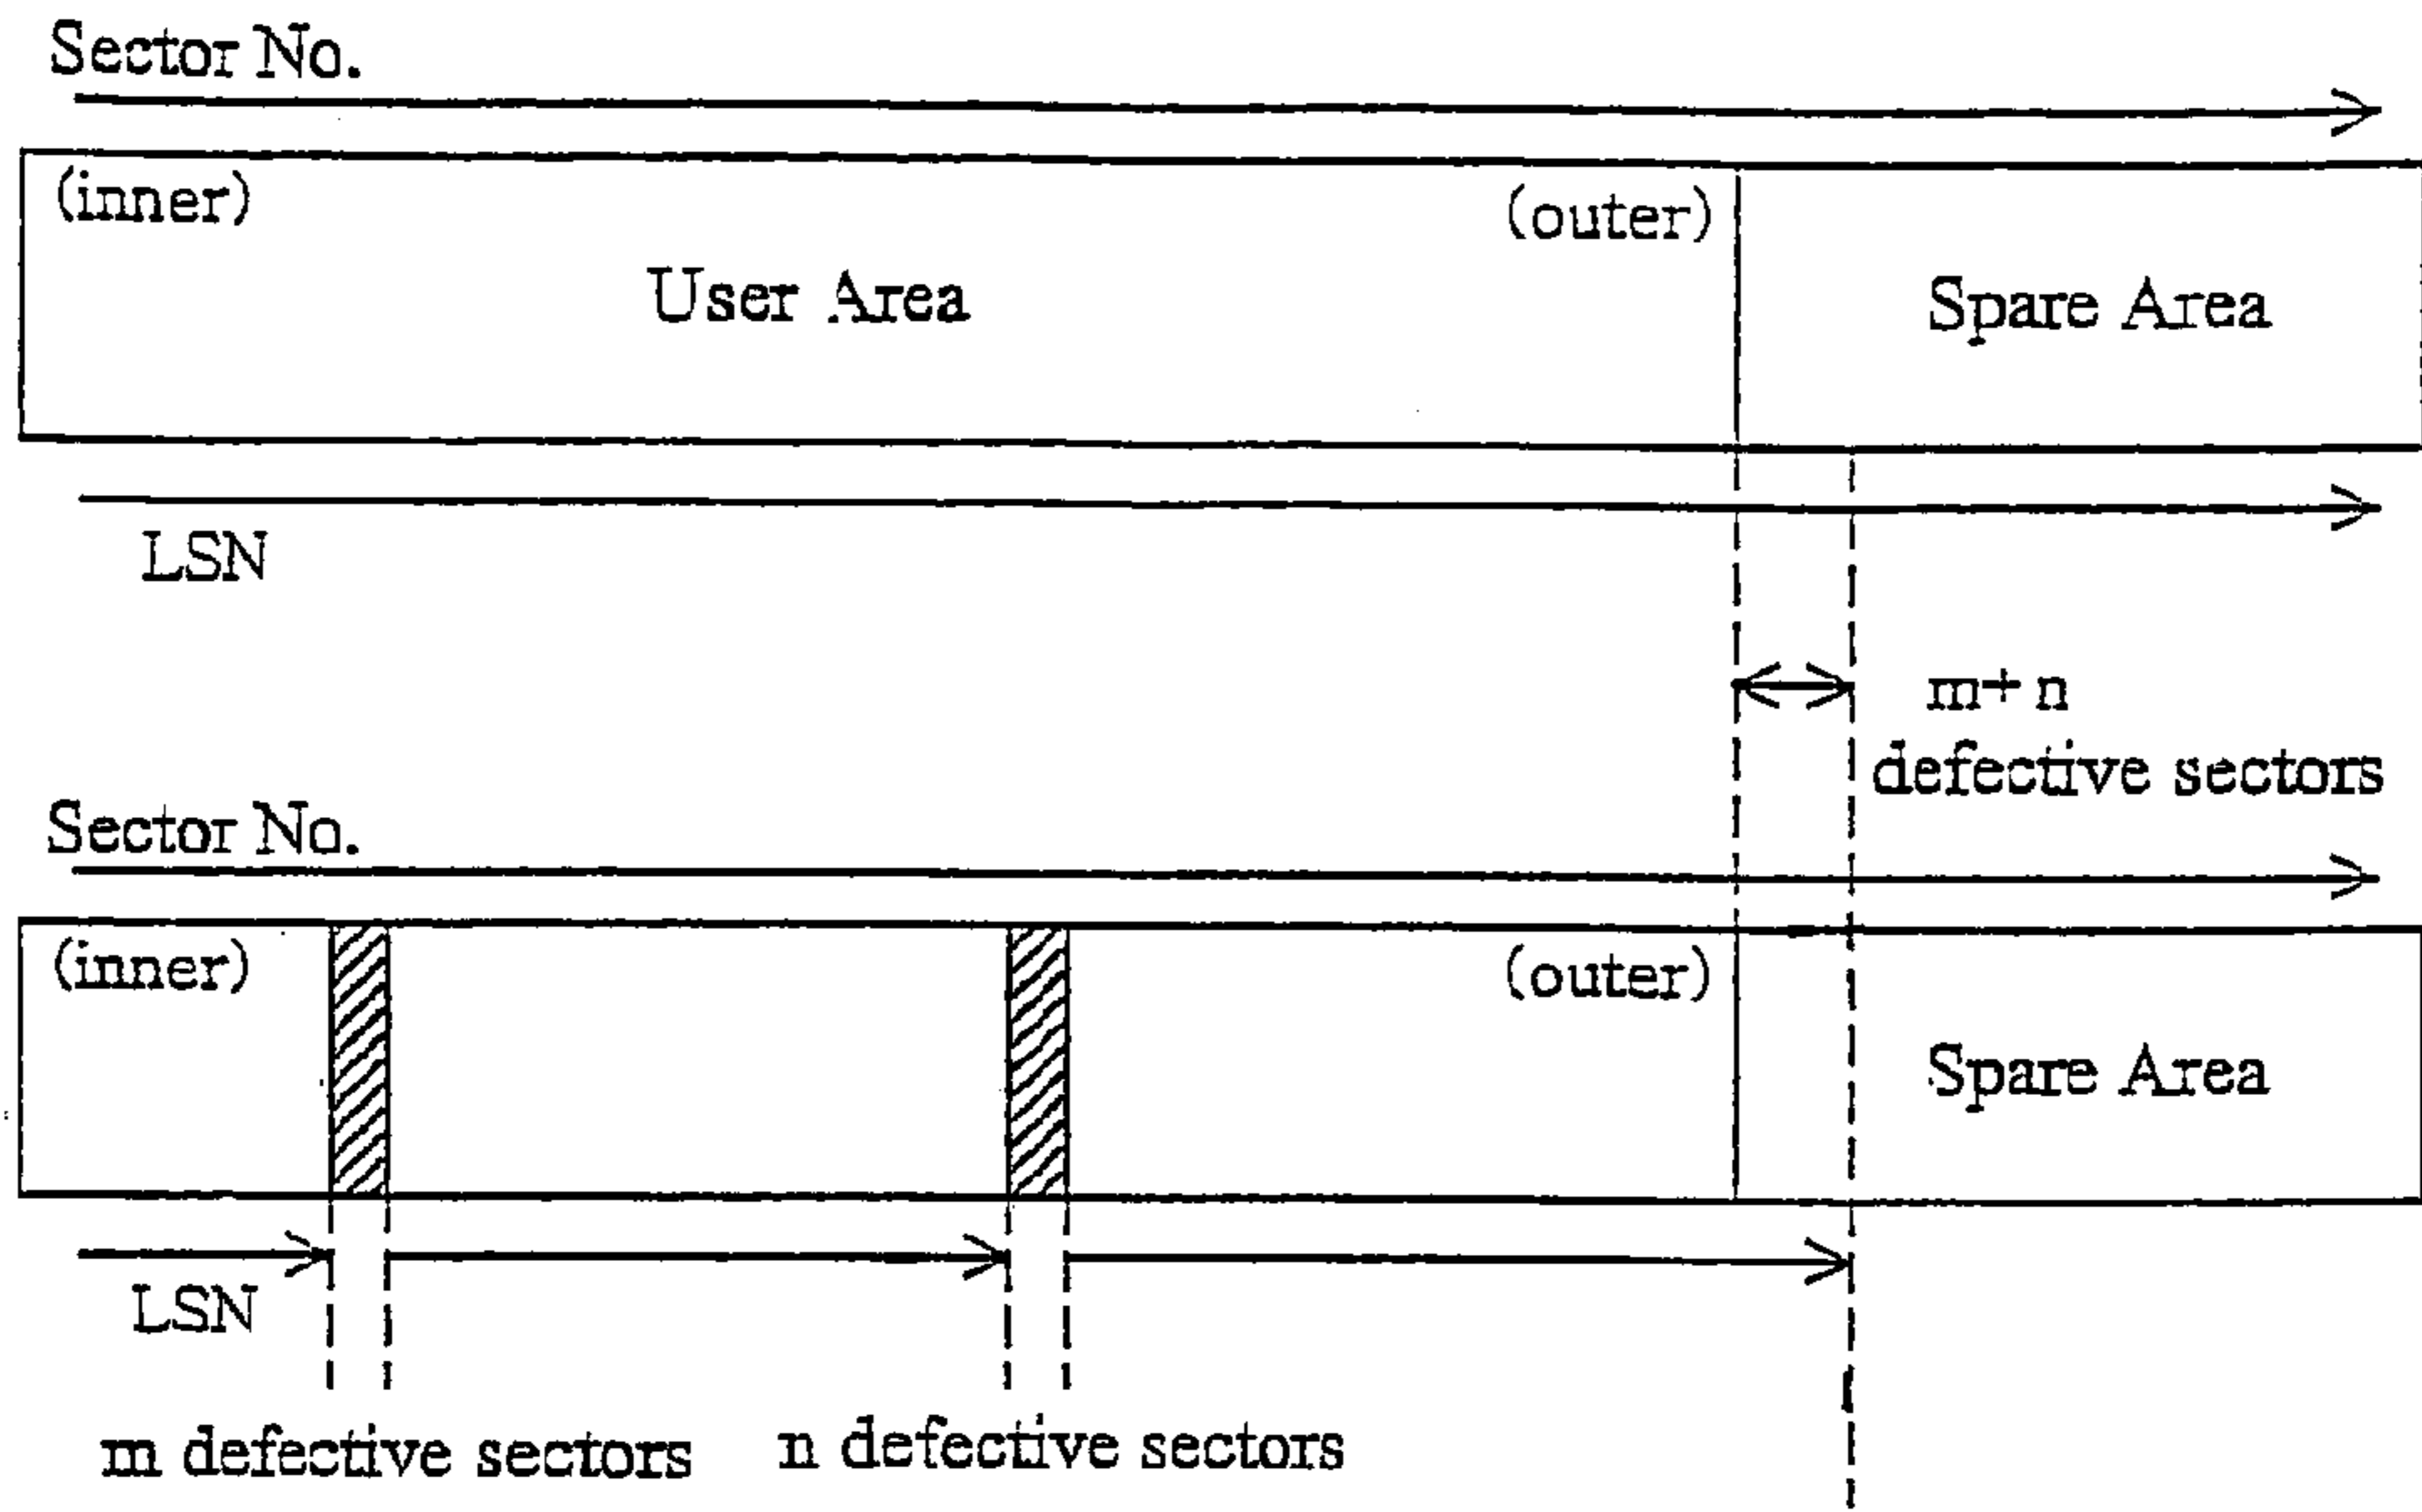 Sector No.
(inner)
(outer)
User Area
Spare Area
LSN
m+n
defective sectors
Sector No.
(inner)
(outer)
Spare Area
LSN
m defective sectors
n defective sectors